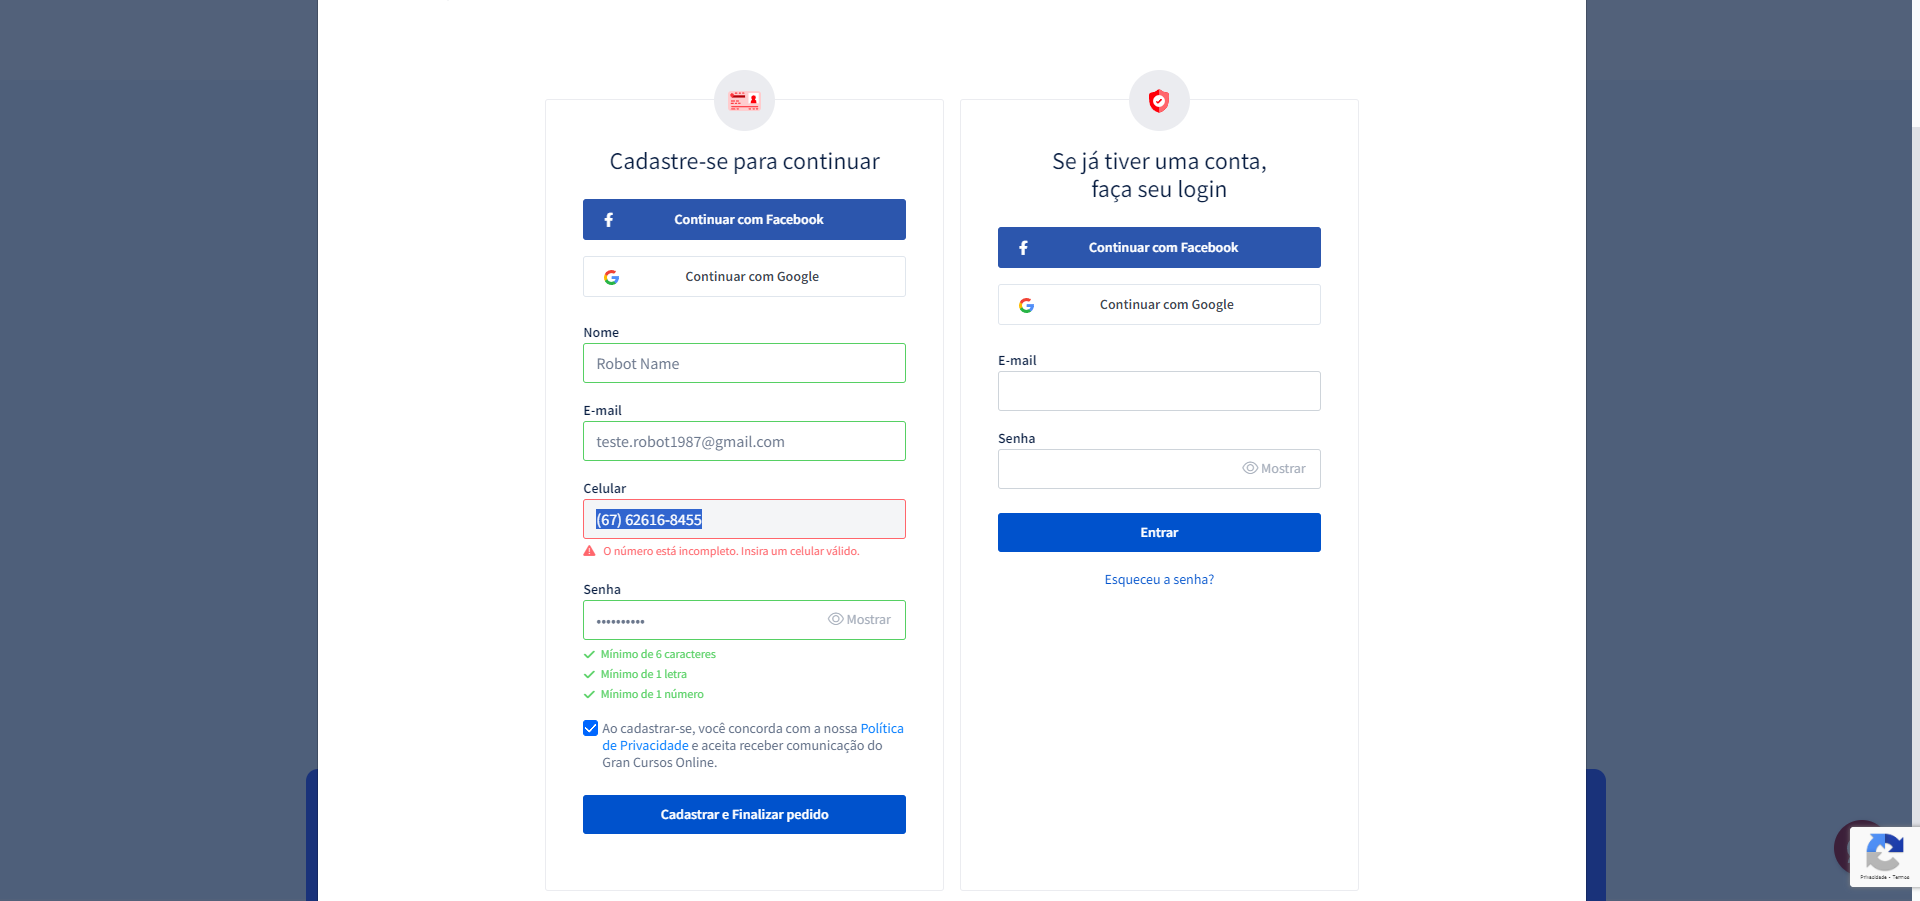 Cadastre-se para continuar
Continuar com Facebook
Continuar com Google
Nome
Robot Name
E-mail
teste.robot1987@gmail.com
Celular
(67) 62616-8455
O número está incompleto. Insira um celular válido.
Senha
••••••••••
Mostrar
Mínimo de 6 caracteres
Mínimo de 1 letra
Mínimo de 1 número
Ao cadastrar-se, você concorda com a nossa Política
de Privacidade e aceita receber comunicação do
Gran Cursos Online.
Cadastrar e Finalizar pedido
Se já tiver uma conta,
faça seu login
Continuar com Facebook
Continuar com Google
E-mail
Senha
Mostrar
Entrar
Esqueceu a senha?
Privacidade - Termos